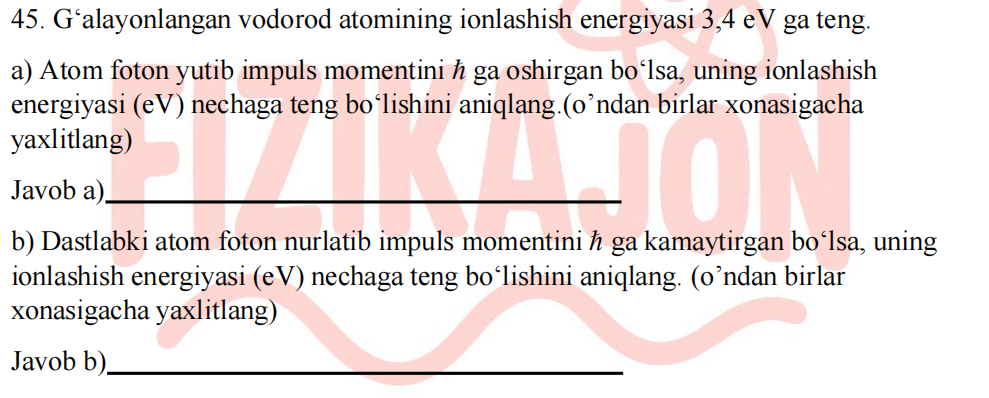 45. G‘alayonlangan vodorod atomining ionlashish energiyasi 3,4 eV ga teng.
a) Atom foton yutib impuls momentini ℏ ga oshirgan bo‘lsa, uning ionlashish
energiyasi (eV) nechaga teng bo‘lishini aniqlang.(o’ndan birlar xonasigacha
yaxlitlang)
Javob a)
b) Dastlabki atom foton nurlatib impuls momentini ℏ ga kamaytirgan bo‘lsa, uning
ionlashish energiyasi (eV) nechaga teng bo‘lishini aniqlang. (o’ndan birlar
xonasigacha yaxlitlang)
Javob b)
FIZIKAJON